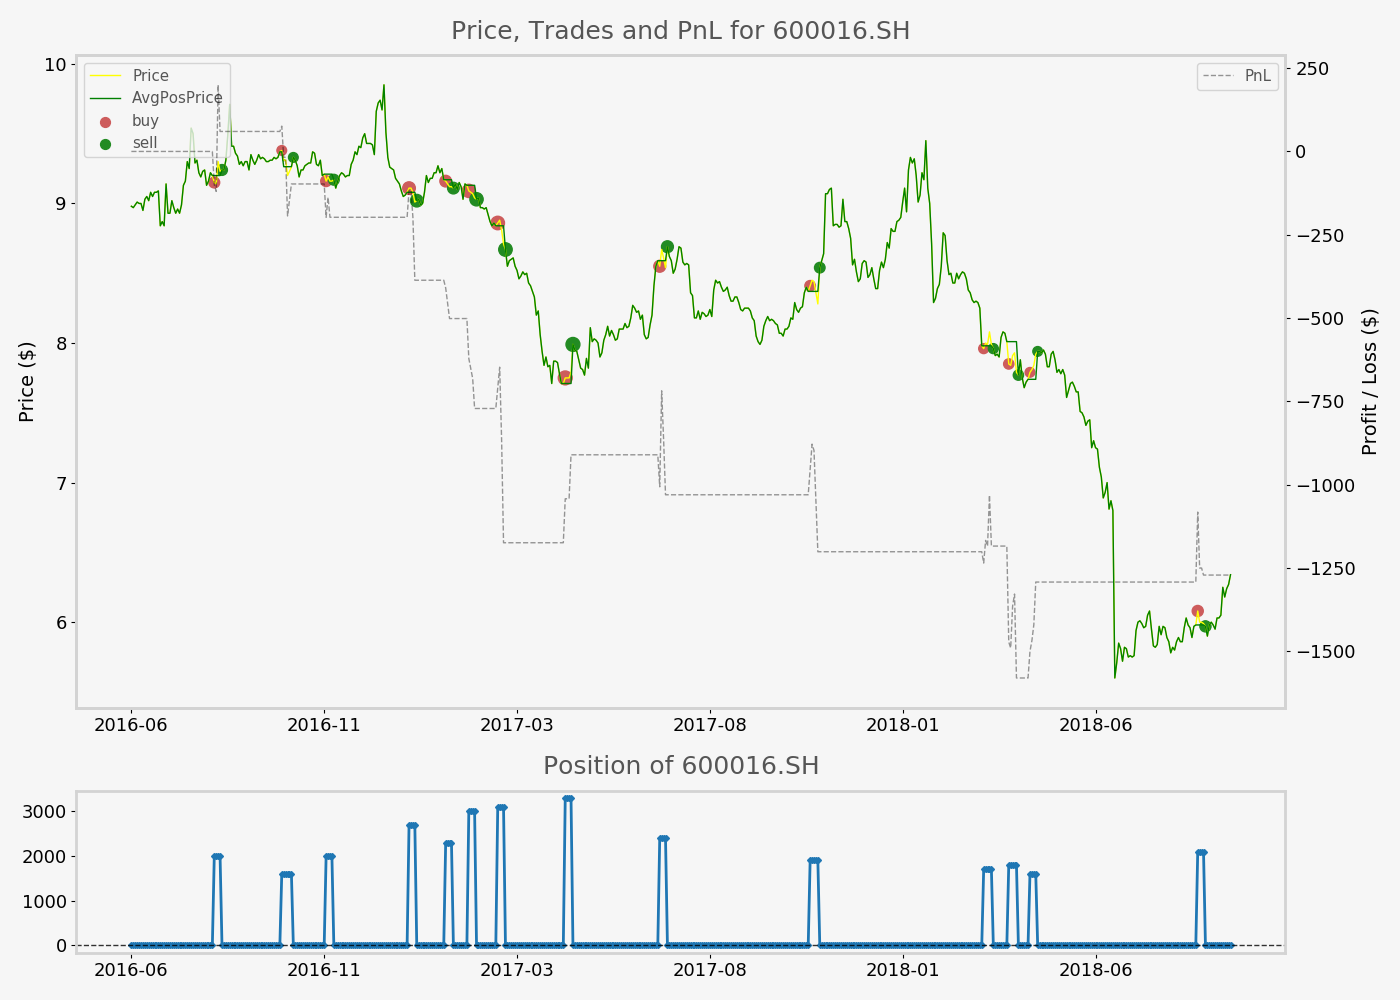 Price, Trades and PnL for 600016.SH
Price
AvgPosPrice
buy
sell
PnL
10
9
8
7
6
Price ($)
250
0
−250
−500
−750
−1000
−1250
−1500
Profit / Loss ($)
2016-06 2016-11 2017-03 2017-08 2018-01 2018-06
Position of 600016.SH
3000
2000
1000
0
2016-06 2016-11 2017-03 2017-08 2018-01 2018-06